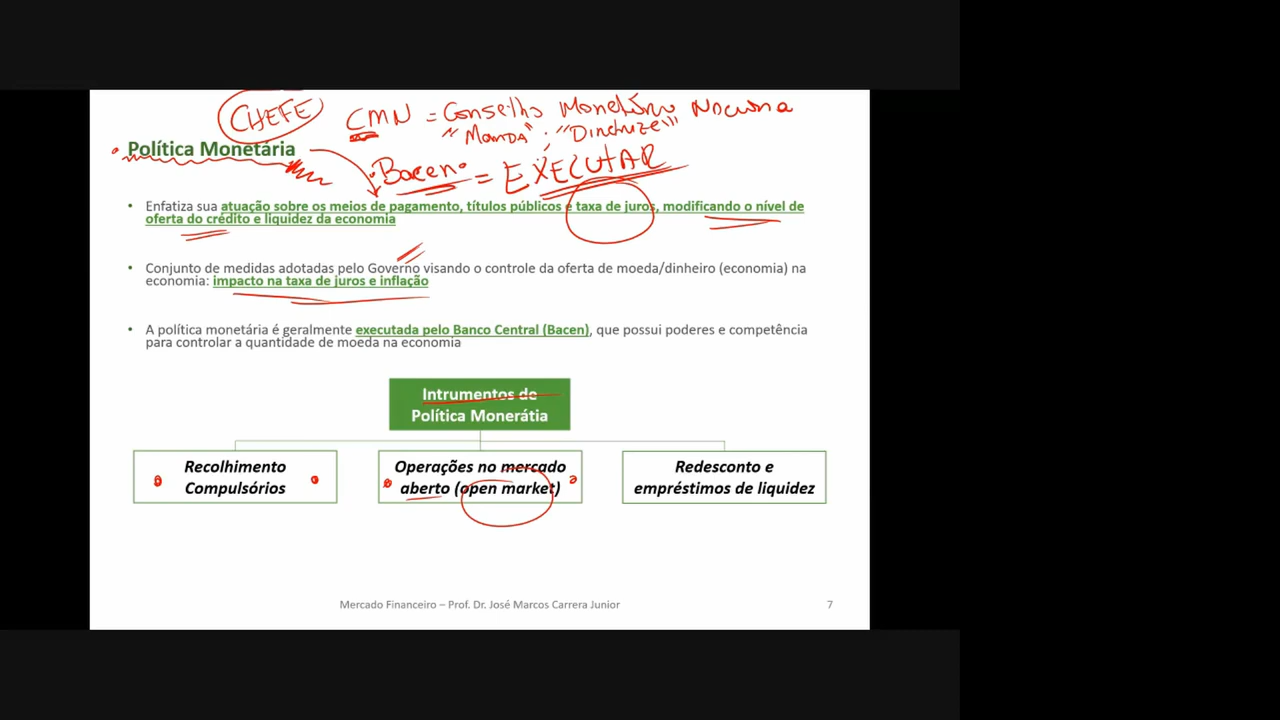 CHEFE CMN = Conselho Monetário Naciona
"MANDA"; "Diretrizes"
Política Monetária
Bacen = EXECUTAR
• Enfatiza sua atuação sobre os meios de pagamento, títulos públicos e taxa de juros, modificando o nível de
oferta do crédito e liquidez da economia
• Conjunto de medidas adotadas pelo Governo visando o controle da oferta de moeda/dinheiro (economia) na
economia: impacto na taxa de juros e inflação
• A política monetária é geralmente executada pelo Banco Central (Bacen), que possui poderes e competência
para controlar a quantidade de moeda na economia
Intrumentos de
Política Monerátia
Recolhimento
Compulsórios
Operações no mercado
aberto (open market)
Redesconto e
empréstimos de liquidez
Mercado Financeiro – Prof. Dr. José Marcos Carrera Junior 7